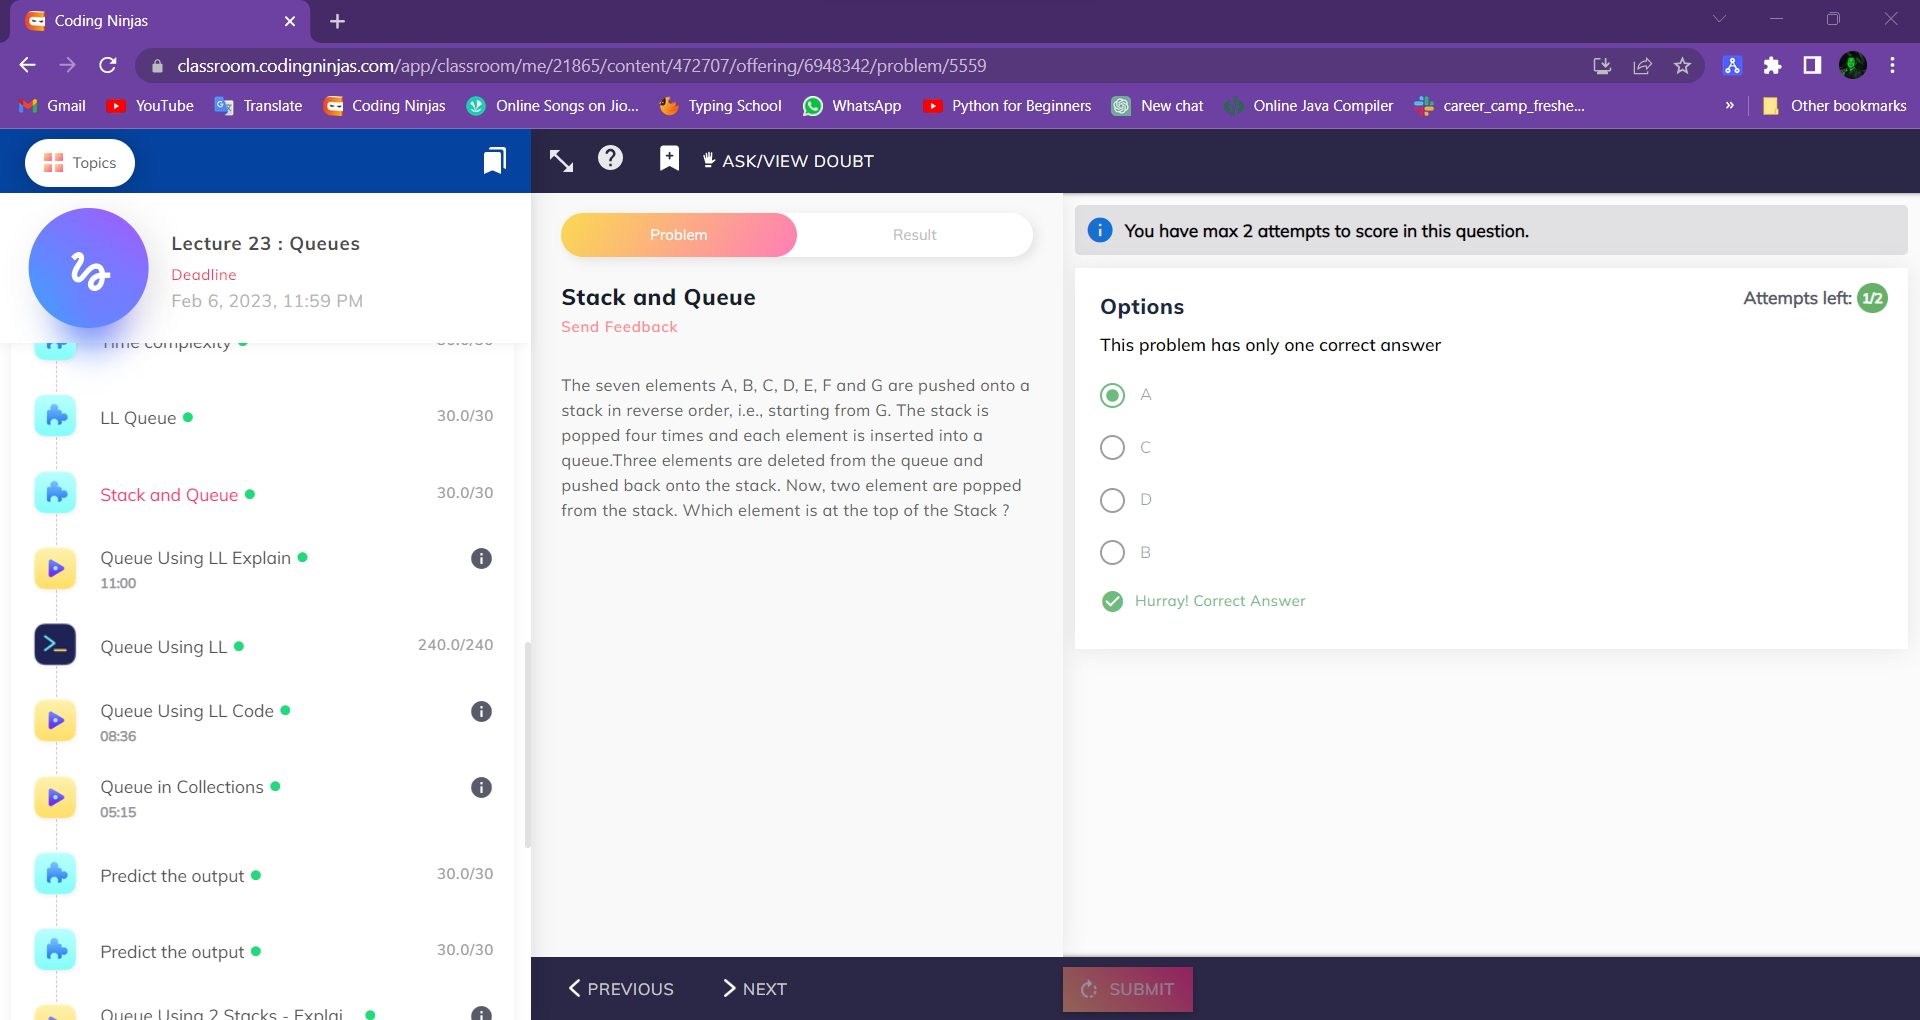 Coding Ninjas
classroom.codingninjas.com/app/classroom/me/21865/content/472707/offering/6948342/problem/5559
Gmail YouTube Translate Coding Ninjas Online Songs on Jio... Typing School WhatsApp Python for Beginners New chat Online Java Compiler career_camp_freshe... » Other bookmarks
Topics
? ASK/VIEW DOUBT
Lecture 23 : Queues
Deadline
Feb 6, 2023, 11:59 PM
Time complexity 30.0/30
LL Queue 30.0/30
Stack and Queue 30.0/30
Queue Using LL Explain
11:00
Queue Using LL 240.0/240
Queue Using LL Code
08:36
Queue in Collections
05:15
Predict the output 30.0/30
Predict the output 30.0/30
Queue Using 2 Stacks - Explai...
Problem Result
Stack and Queue
Send Feedback
The seven elements A, B, C, D, E, F and G are pushed onto a
stack in reverse order, i.e., starting from G. The stack is
popped four times and each element is inserted into a
queue.Three elements are deleted from the queue and
pushed back onto the stack. Now, two element are popped
from the stack. Which element is at the top of the Stack ?
You have max 2 attempts to score in this question.
Attempts left: 1/2
Options
This problem has only one correct answer
A
C
D
B
Hurray! Correct Answer
PREVIOUS NEXT SUBMIT